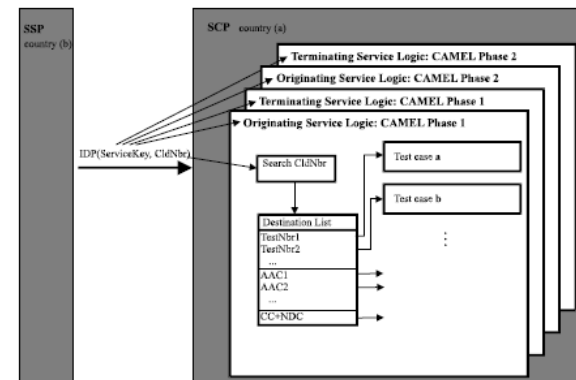 SSP
country (b)
SCP country (a)
Terminating Service Logic: CAMEL Phase 2
Originating Service Logic: CAMEL Phase 2
Terminating Service Logic: CAMEL Phase 1
Originating Service Logic: CAMEL Phase 1
IDP(ServiceKey, CldNbr)
Search CldNbr
Test case a
Test case b
⋮
Destination List
TestNbr1
TestNbr2
...
AAC1
AAC2
...
CC+NDC